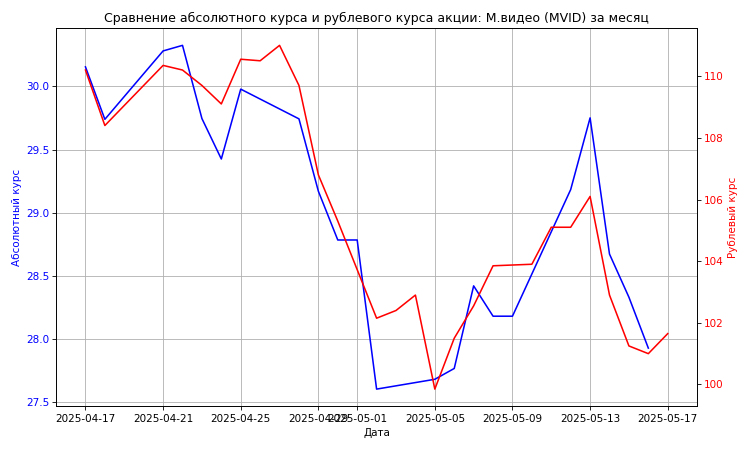 Сравнение абсолютного курса и рублевого курса акции: М.видео (MVID) за месяц
Абсолютный курс
30.0
29.5
29.0
28.5
28.0
27.5
110
108
106
104
102
100
Рублевый курс
2025-04-17 2025-04-21 2025-04-25 2025-04-29 2025-05-01 2025-05-05 2025-05-09 2025-05-13 2025-05-17
Дата